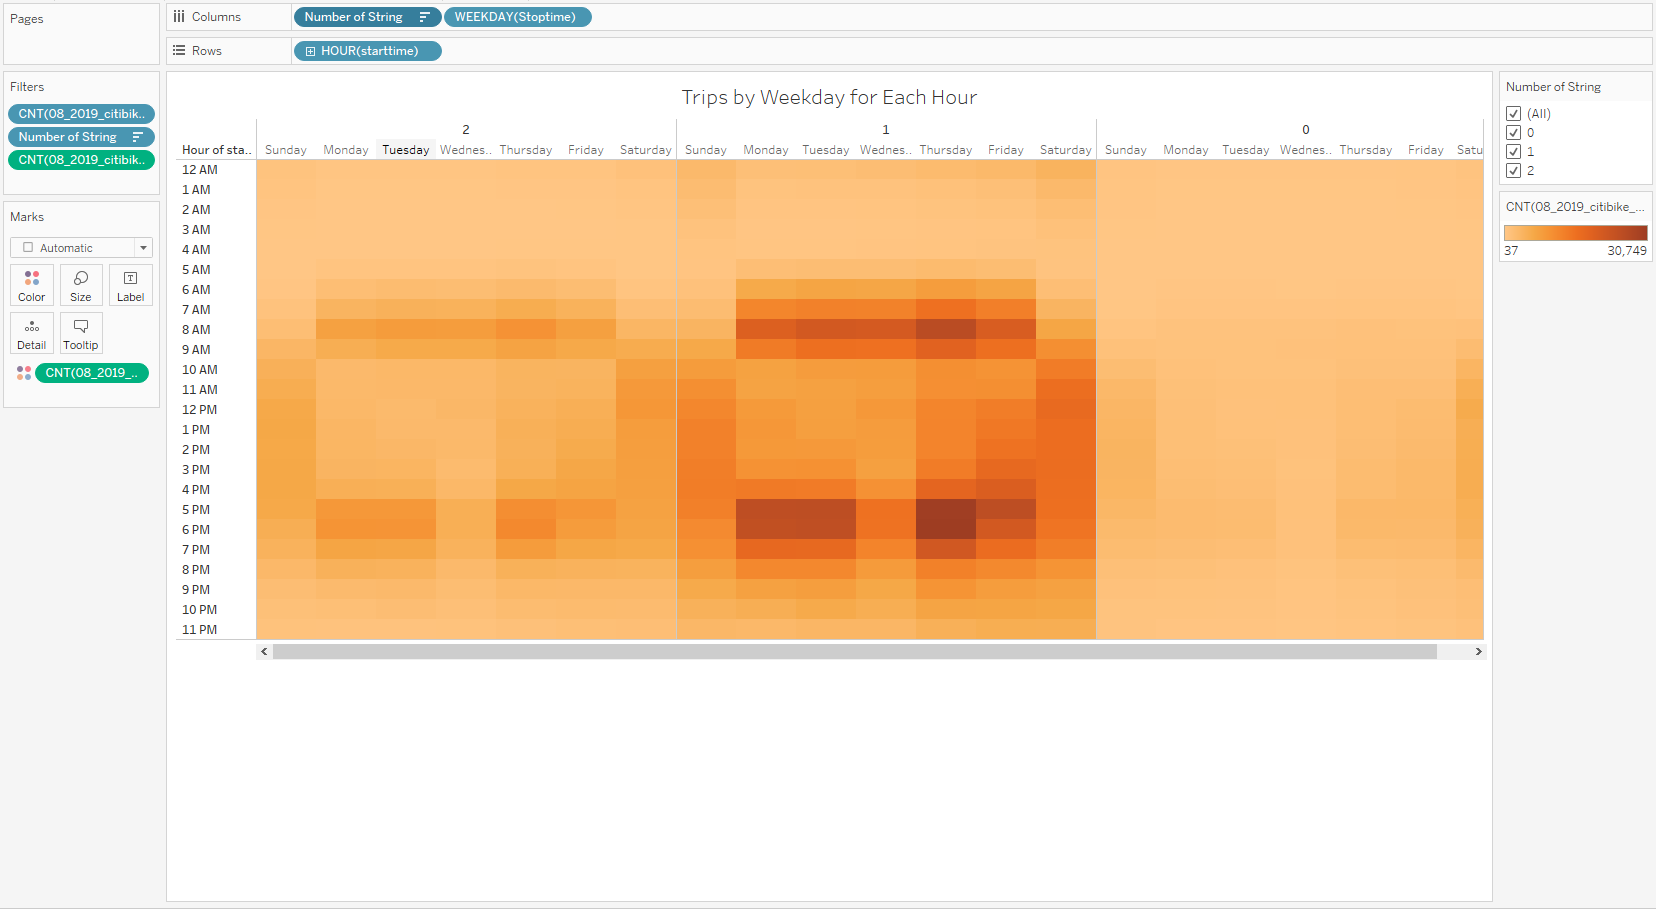 Pages
Columns
Number of String
WEEKDAY(Stoptime)
Rows
HOUR(starttime)
Filters
CNT(08_2019_citibik..
Number of String
CNT(08_2019_citibik..
Marks
Automatic
Color Size Label
Detail Tooltip
CNT(08_2019_..
Trips by Weekday for Each Hour
2 1 0
Hour of sta.. Sunday Monday Tuesday Wednes.. Thursday Friday Saturday Sunday Monday Tuesday Wednes.. Thursday Friday Saturday Sunday Monday Tuesday Wednes.. Thursday Friday Satu
12 AM
1 AM
2 AM
3 AM
4 AM
5 AM
6 AM
7 AM
8 AM
9 AM
10 AM
11 AM
12 PM
1 PM
2 PM
3 PM
4 PM
5 PM
6 PM
7 PM
8 PM
9 PM
10 PM
11 PM
Number of String
(All)
0
1
2
CNT(08_2019_citibike_...
37 30,749